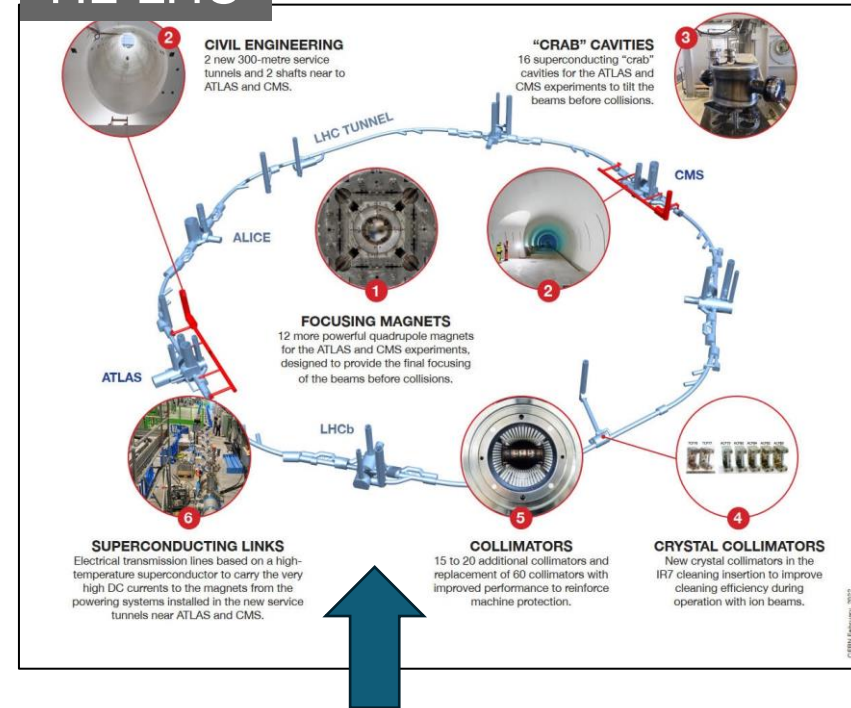 2
CIVIL ENGINEERING
2 new 300-metre service
tunnels and 2 shafts near to
ATLAS and CMS.
"CRAB" CAVITIES
16 superconducting "crab"
cavities for the ATLAS and
CMS experiments to tilt the
beams before collisions.
3
LHC TUNNEL
CMS
ALICE
1
2
FOCUSING MAGNETS
12 more powerful quadrupole magnets
for the ATLAS and CMS experiments,
designed to provide the final focusing
of the beams before collisions.
ATLAS
LHCb
6
SUPERCONDUCTING LINKS
Electrical transmission lines based on a high-
temperature superconductor to carry the very
high DC currents to the magnets from the
powering systems installed in the new service
tunnels near ATLAS and CMS.
5
COLLIMATORS
15 to 20 additional collimators and
replacement of 60 collimators with
improved performance to reinforce
machine protection.
4
CRYSTAL COLLIMATORS
New crystal collimators in the
IR7 cleaning insertion to improve
cleaning efficiency during
operation with ion beams.